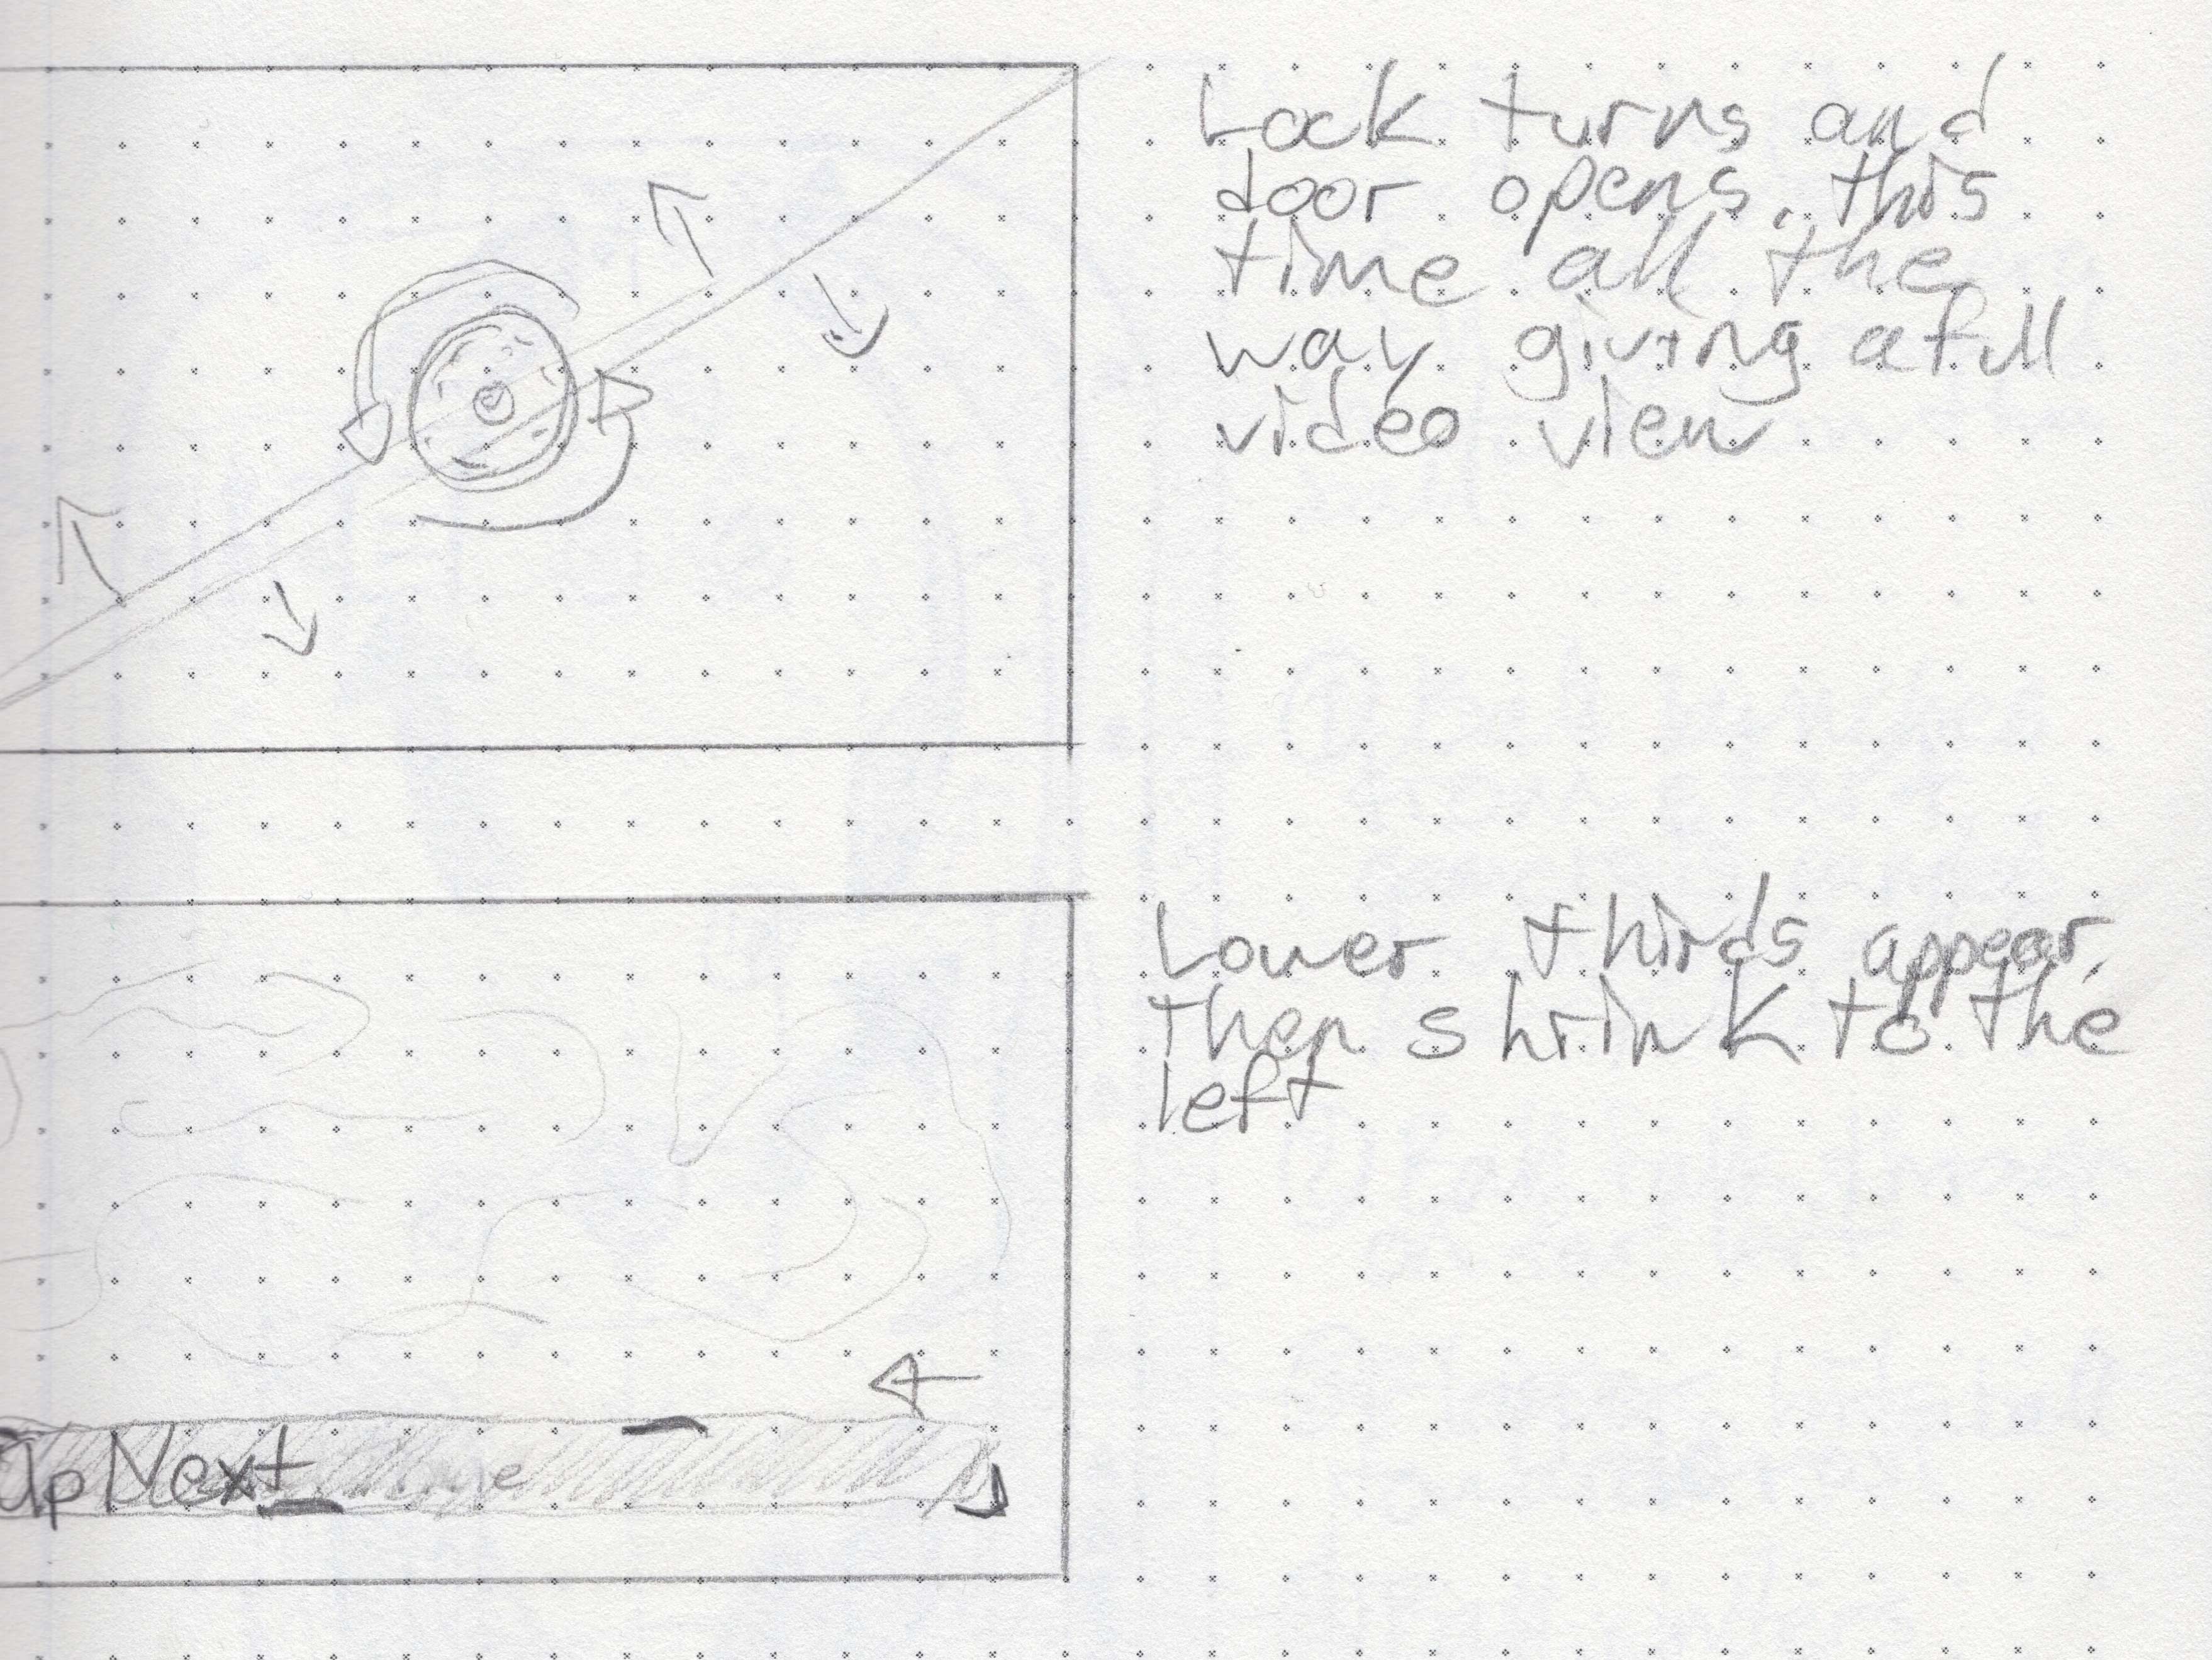 Lock turns and
door opens, this
time all the
way giving a full
video view
Lower thirds appear,
then shrink to the
left
Up Next